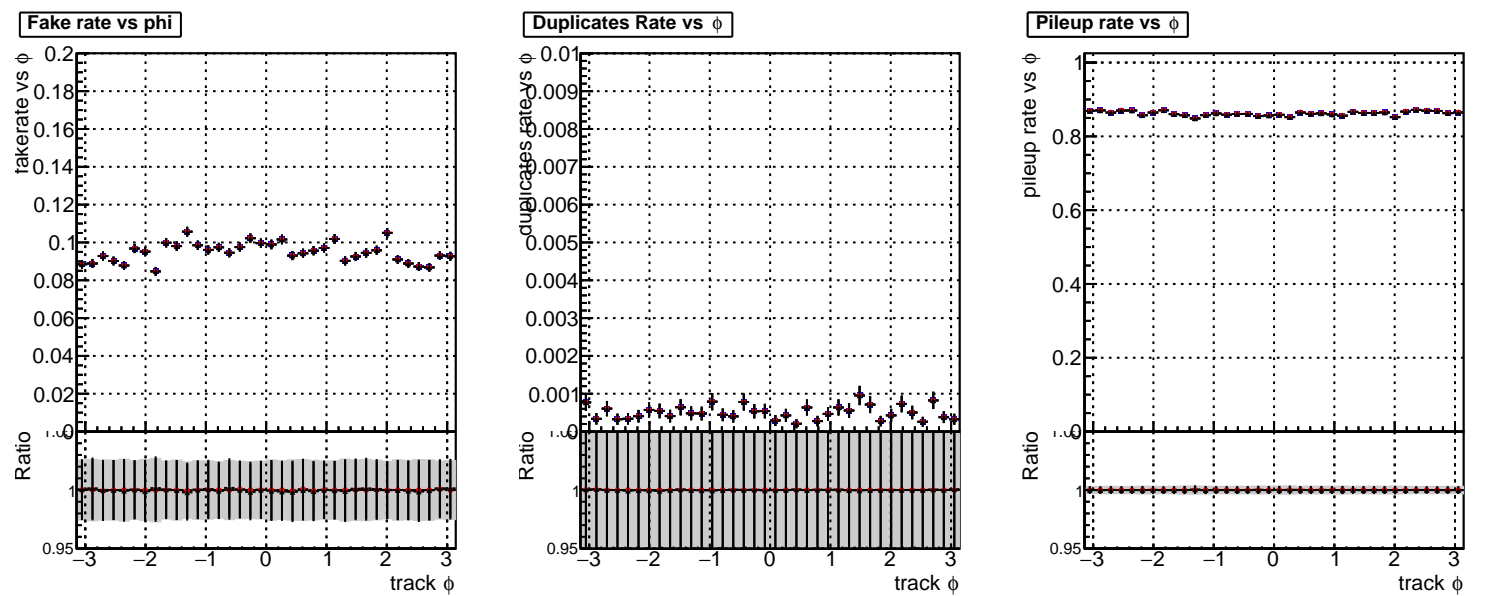 Fake rate vs phi
fakerate vs ϕ
0.2
0.18
0.16
0.14
0.12
0.1
0.08
0.06
0.04
0.02
0
Ratio
1
0.95
−3 −2 −1 0 1 2 3
track ϕ
Duplicates Rate vs ϕ
duplicates rate vs ϕ
0.01
0.009
0.008
0.007
0.006
0.005
0.004
0.003
0.002
0.001
0
Ratio
1
0.95
−3 −2 −1 0 1 2 3
track ϕ
Pileup rate vs ϕ
pileup rate vs ϕ
1
0.8
0.6
0.4
0.2
0
Ratio
1
0.95
−3 −2 −1 0 1 2 3
track ϕ